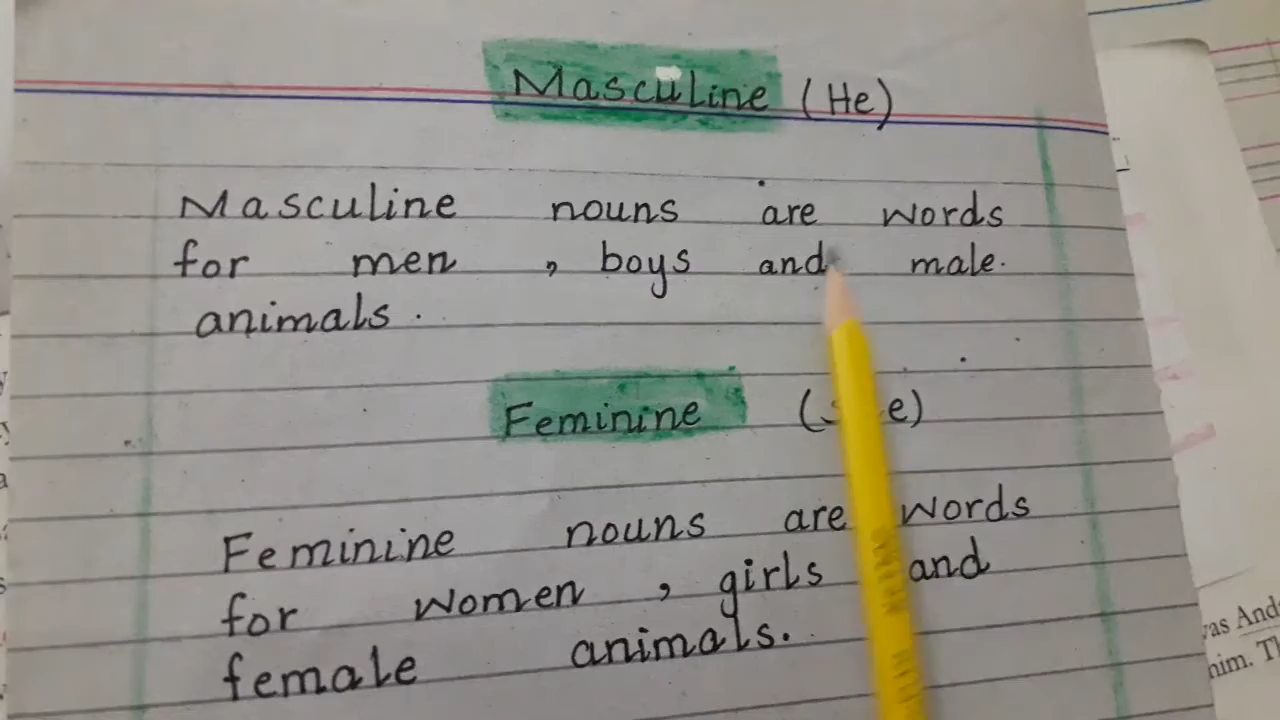 Masculine (He)
Masculine nouns are words
for men , boys and male.
animals .
Feminine
Feminine nouns are words
for women , girls and
female animals.
him. T